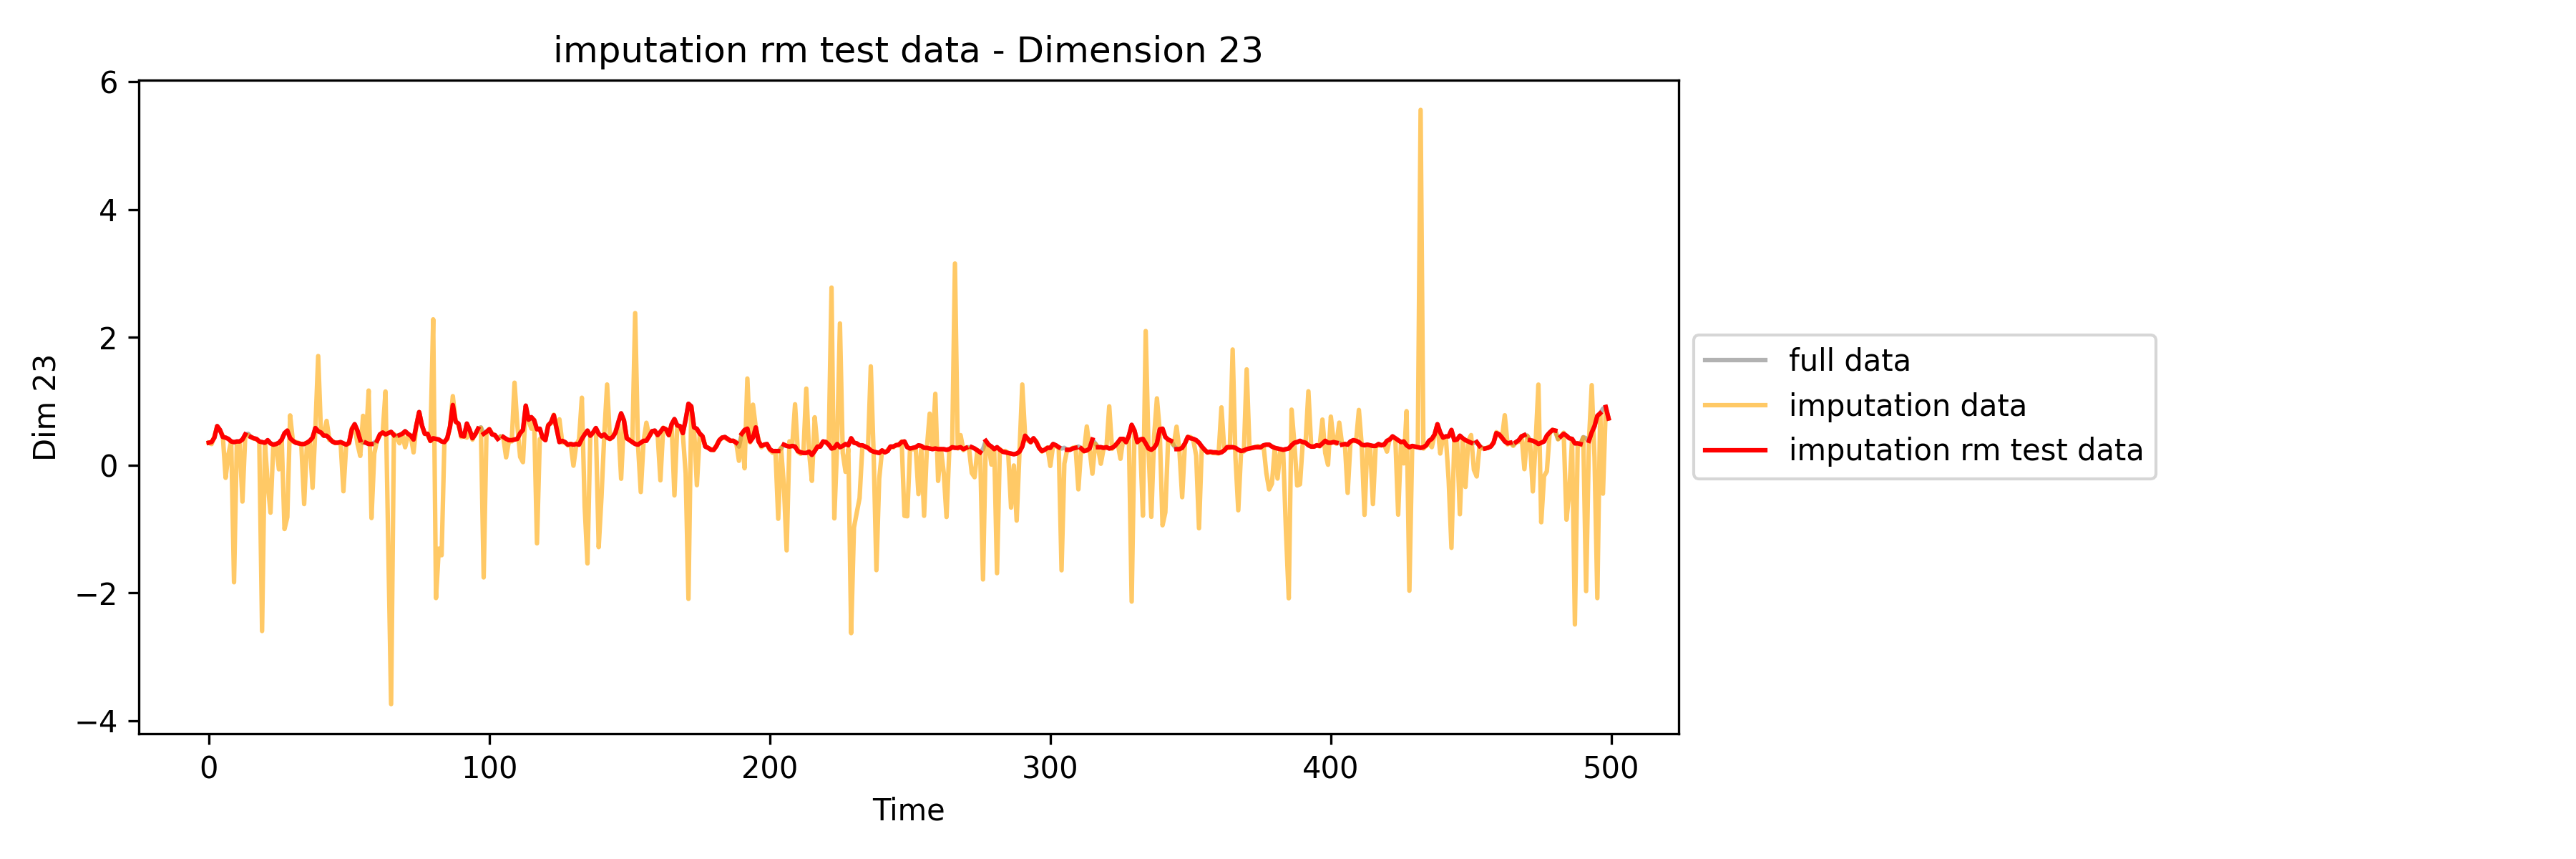 imputation rm test data - Dimension 23
6
4
2
0
−2
−4
Dim 23
0 100 200 300 400 500
Time
full data
imputation data
imputation rm test data